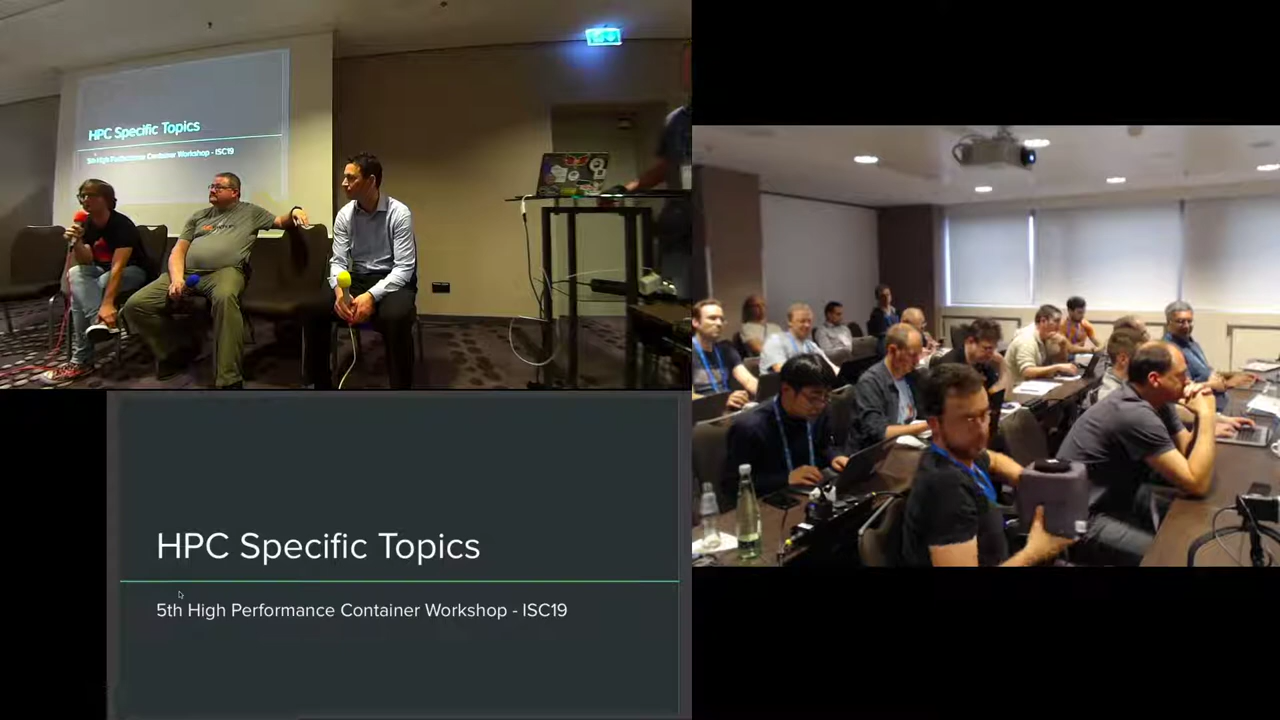 HPC Specific Topics
5th High Performance Container Workshop - ISC19
HPC Specific Topics
5th High Performance Container Workshop - ISC19